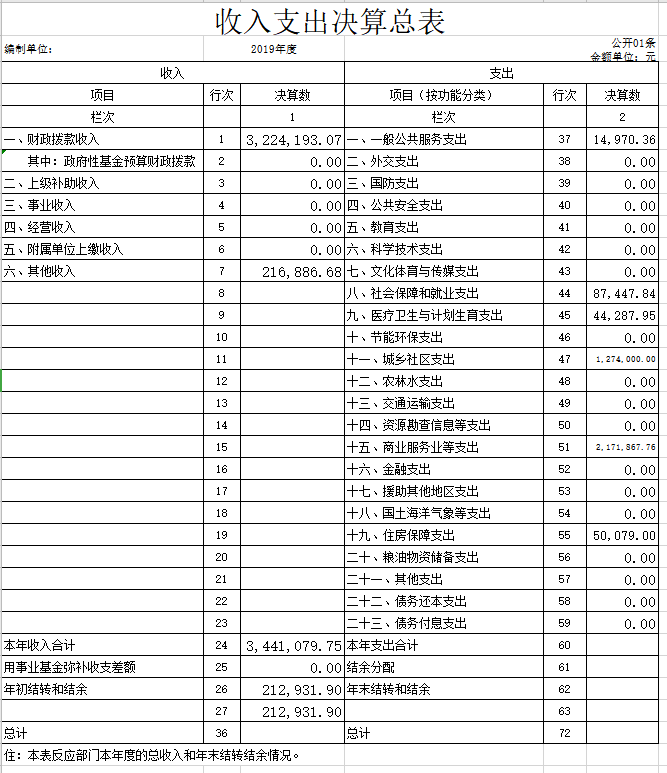 收入支出决算总表
公开01条
编制单位： 2019年度 金额单位：元
收入 支出
项目 行次 决算数 项目（按功能分类） 行次 决算数
栏次 1 栏次 2
一、财政拨款收入 1 3,224,193.07 一、一般公共服务支出 37 14,970.36
其中：政府性基金预算财政拨款 2 0.00 二、外交支出 38 0.00
二、上级补助收入 3 0.00 三、国防支出 39 0.00
三、事业收入 4 0.00 四、公共安全支出 40 0.00
四、经营收入 5 0.00 五、教育支出 41 0.00
五、附属单位上缴收入 6 0.00 六、科学技术支出 42 0.00
六、其他收入 7 216,886.68 七、文化体育与传媒支出 43 0.00
8 八、社会保障和就业支出 44 87,447.84
9 九、医疗卫生与计划生育支出 45 44,287.95
10 十、节能环保支出 46 0.00
11 十一、城乡社区支出 47 1,274,000.00
12 十二、农林水支出 48 0.00
13 十三、交通运输支出 49 0.00
14 十四、资源勘查信息等支出 50 0.00
15 十五、商业服务业等支出 51 2,171,867.76
16 十六、金融支出 52 0.00
17 十七、援助其他地区支出 53 0.00
18 十八、国土海洋气象等支出 54 0.00
19 十九、住房保障支出 55 50,079.00
20 二十、粮油物资储备支出 56 0.00
21 二十一、其他支出 57 0.00
22 二十二、债务还本支出 58 0.00
23 二十三、债务付息支出 59 0.00
本年收入合计 24 3,441,079.75 本年支出合计 60
用事业基金弥补收支差额 25 0.00 结余分配 61
年初结转和结余 26 212,931.90 年末结转和结余 62
27 212,931.90 63
总计 36 总计 72
住：本表反应部门本年度的总收入和年末结转结余情况。